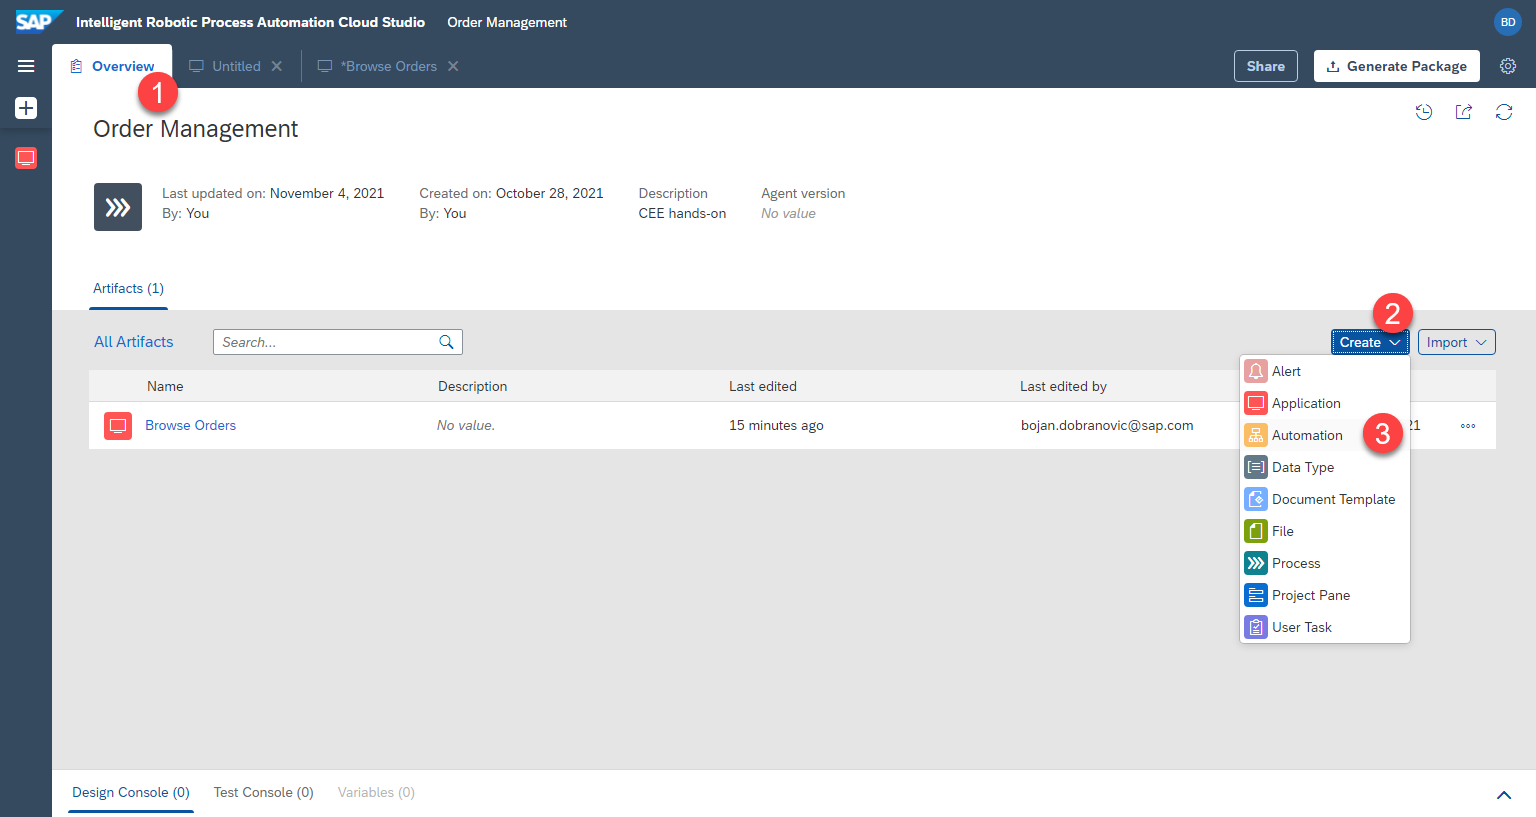 SAP Intelligent Robotic Process Automation Cloud Studio Order Management BD
Overview Untitled *Browse Orders Share Generate Package
1
Order Management
Last updated on: November 4, 2021 Created on: October 28, 2021 Description Agent version
By: You By: You CEE hands-on No value
Artifacts (1)
2
All Artifacts Search... Create Import
Name Description Last edited Last edited by
Browse Orders No value. 15 minutes ago bojan.dobranovic@sap.com 21
Alert
Application
Automation 3
Data Type
Document Template
File
Process
Project Pane
User Task
Design Console (0) Test Console (0) Variables (0)